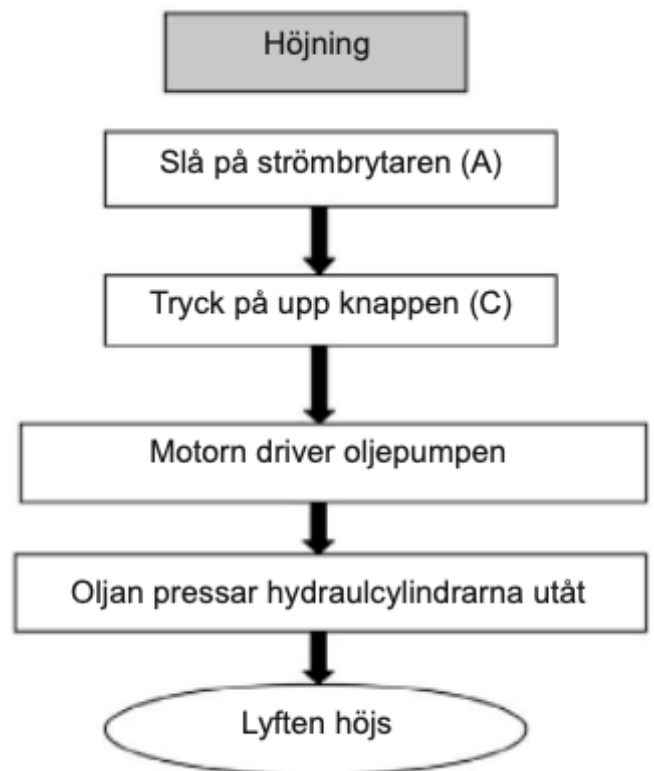 Höjning
Slå på strömbrytaren (A)
Tryck på upp knappen (C)
Motorn driver oljepumpen
Oljan pressar hydraulcylindrarna utåt
Lyften höjs